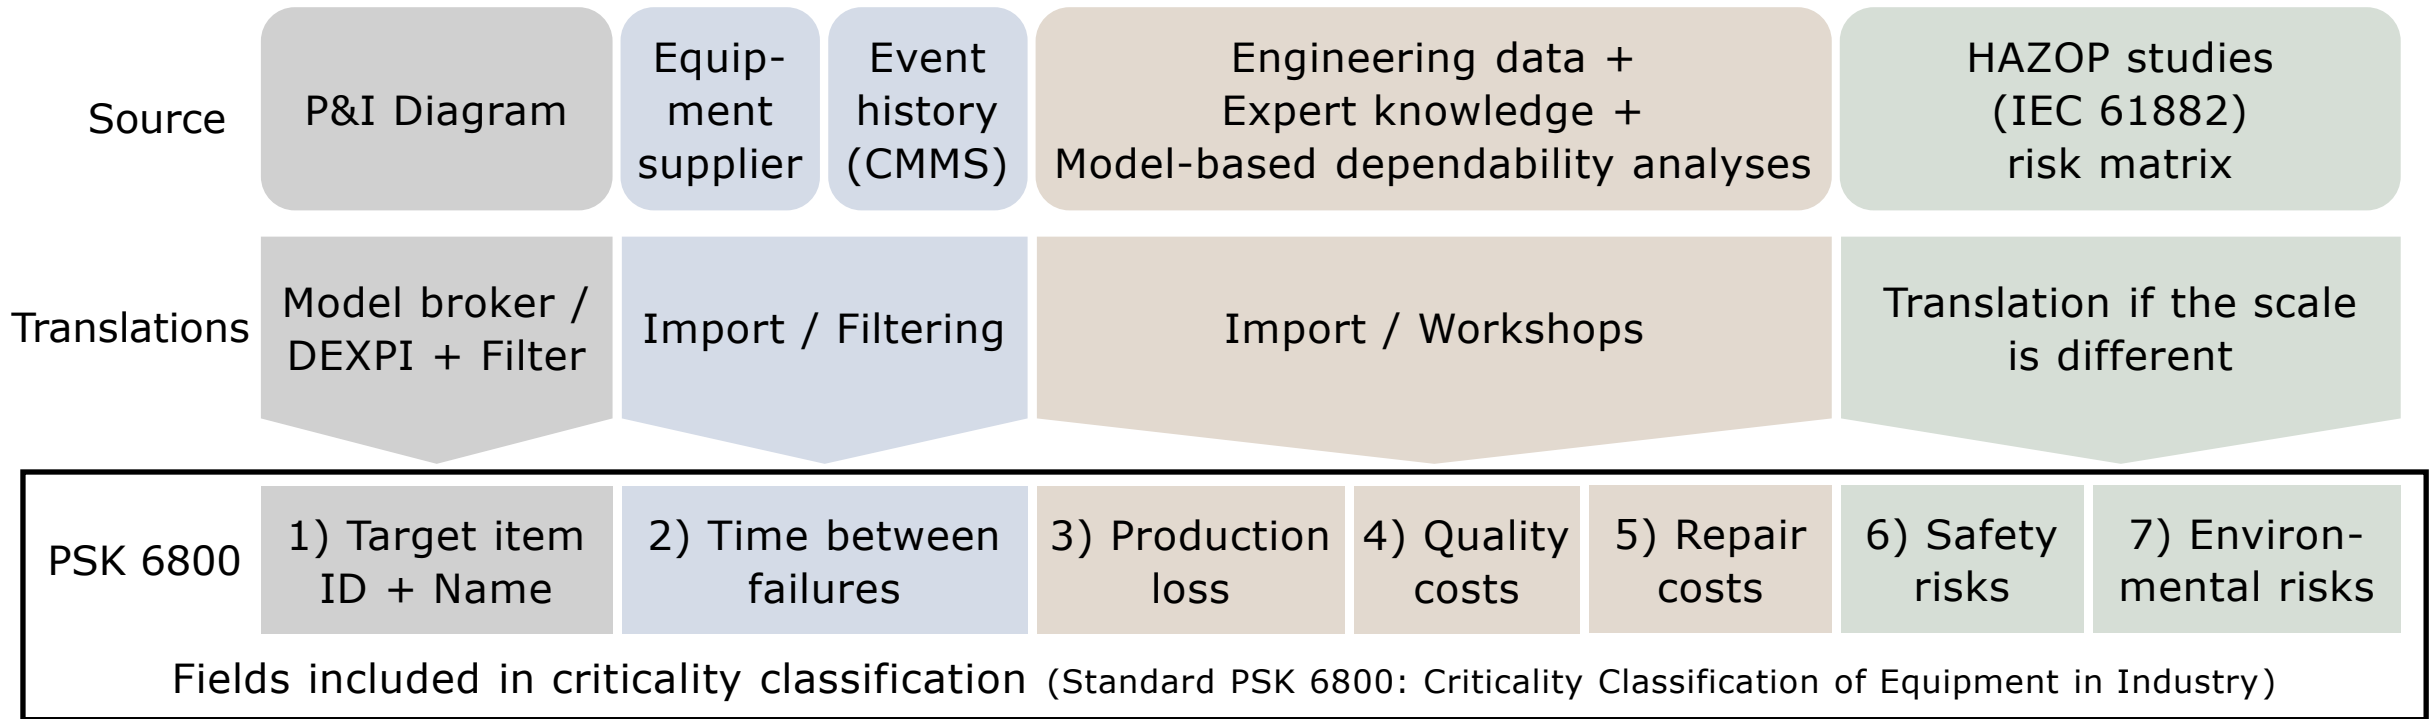 Source
P&I Diagram
Equip-
ment
supplier
Event
history
(CMMS)
Engineering data +
Expert knowledge +
Model-based dependability analyses
HAZOP studies
(IEC 61882)
risk matrix
Translations
Model broker /
DEXPI + Filter
Import / Filtering
Import / Workshops
Translation if the scale
is different
PSK 6800
1) Target item
ID + Name
2) Time between
failures
3) Production
loss
4) Quality
costs
5) Repair
costs
6) Safety
risks
7) Environ-
mental risks
Fields included in criticality classification (Standard PSK 6800: Criticality Classification of Equipment in Industry)